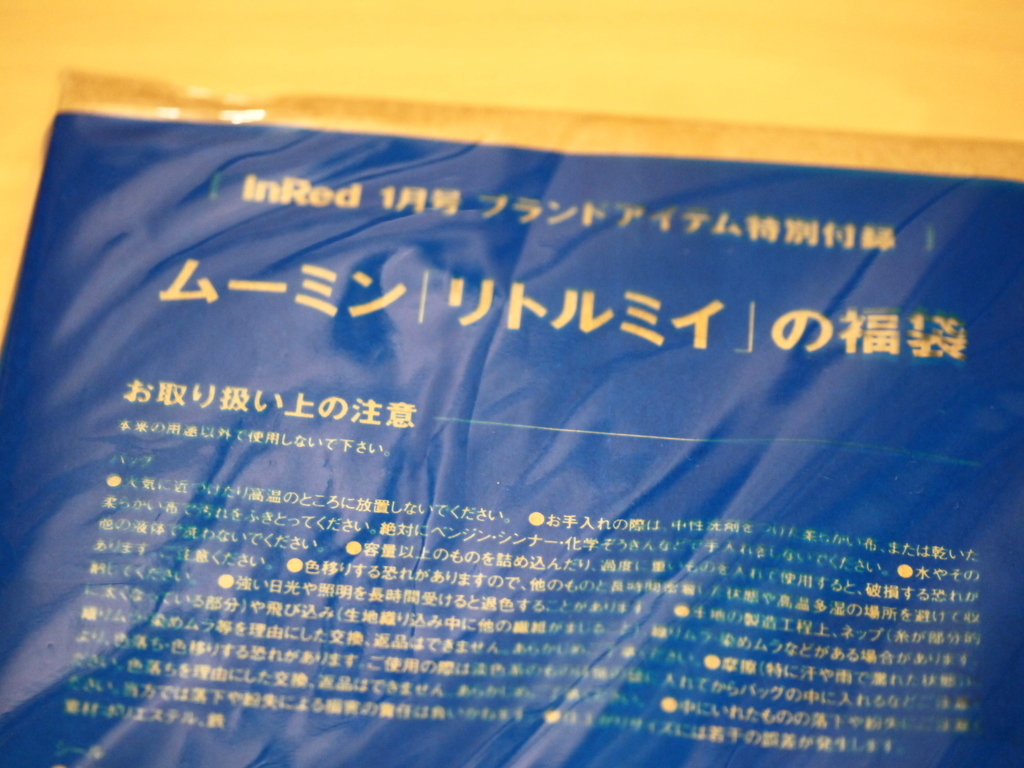 [ InRed 1月号 ブランドアイテム特別付録 ]
ムーミン「リトルミイ」の福袋
お取り扱い上の注意
本来の用途以外で使用しないで下さい。
バッグ
●火気に近づけたり高温のところに放置しないでください。 ●お手入れの際は、中性洗剤をつけた柔らかい布、または乾いた
柔らかい布で汚れをふきとってください。絶対にベンジン・シンナー・化学ぞうきんなどで手入れをしないでください。 ●水やその
他の液体で洗わないでください。 ●容量以上のものを詰め込んだり、過度に重いものを入れて使用すると、破損する恐れが
あります。ご注意ください。 ●色移りする恐れがありますので、他のものと長時間密着した状態や高温多湿の場所を避けて収
納してください。 ●強い日光や照明を長時間受けると退色することがあります。 ●生地の製造工程上、ネップ(糸が部分的
に太くなっている部分)や飛び込み(生地織り込み中に他の繊維が 織りムラ・染めムラなどがある場合があります。
織りムラ・染めムラ等を理由にした交換、返品はできません。 ●摩擦(特に汗や雨で濡れた状態)に
より、色落ち・色移りする恐れがあります。ご使用の際は淡色系のもの 入れてからバッグの中に入れるなどご注意
ください。色落ちを理由にした交換、返品はできません。 ●中にいれたものの落下や紛失にご注意く
ださい。当方では落下や紛失による損害の責任は負いかねます。 ●仕上がりサイズには若干の誤差が発生します。
素材:ポリエステル、鉄
シール